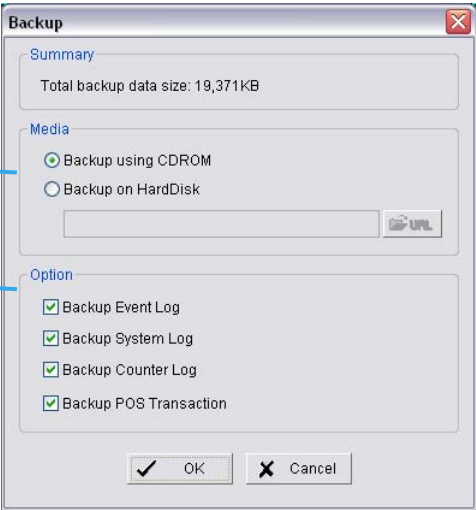 Backup
Summary
Total backup data size: 19,371KB
Media
Backup using CDROM
Backup on HardDisk
URL
Option
Backup Event Log
Backup System Log
Backup Counter Log
Backup POS Transaction
OK
Cancel